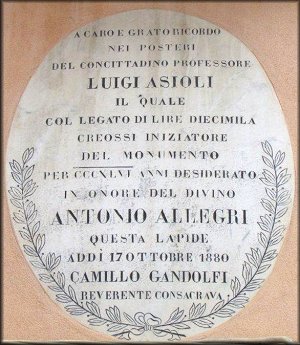 A CARO E GRATO RICORDO
NEI POSTERI
DEL CONCITTADINO PROFESSORE
LUIGI ASIOLI
IL QUALE
COL LEGATO DI LIRE DIECIMILA
CREOSSI INIZIATORE
DEL MONUMENTO
PER CCCXLVI ANNI DESIDERATO
IN ONORE DEL DIVINO
ANTONIO ALLEGRI
QUESTA LAPIDE
ADDÌ 17 OTTOBRE 1880
CAMILLO GANDOLFI
REVERENTE CONSACRAVA